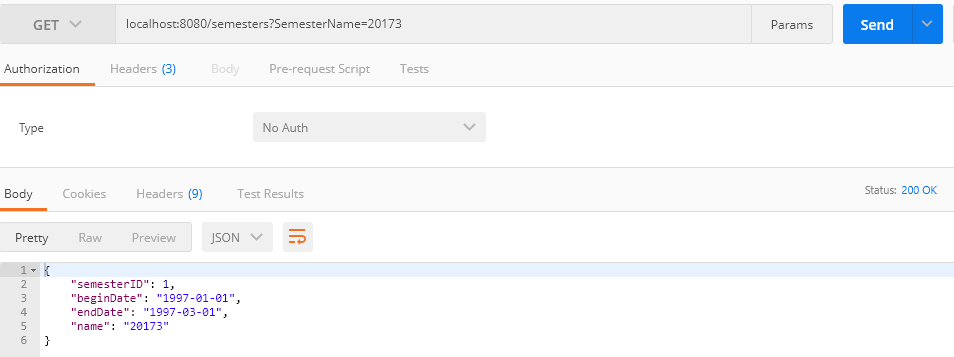 GET localhost:8080/semesters?SemesterName=20173 Params Send
Authorization Headers (3) Body Pre-request Script Tests
Type No Auth
Body Cookies Headers (9) Test Results Status: 200 OK
Pretty Raw Preview JSON
1 {
2 "semesterID": 1,
3 "beginDate": "1997-01-01",
4 "endDate": "1997-03-01",
5 "name": "20173"
6 }